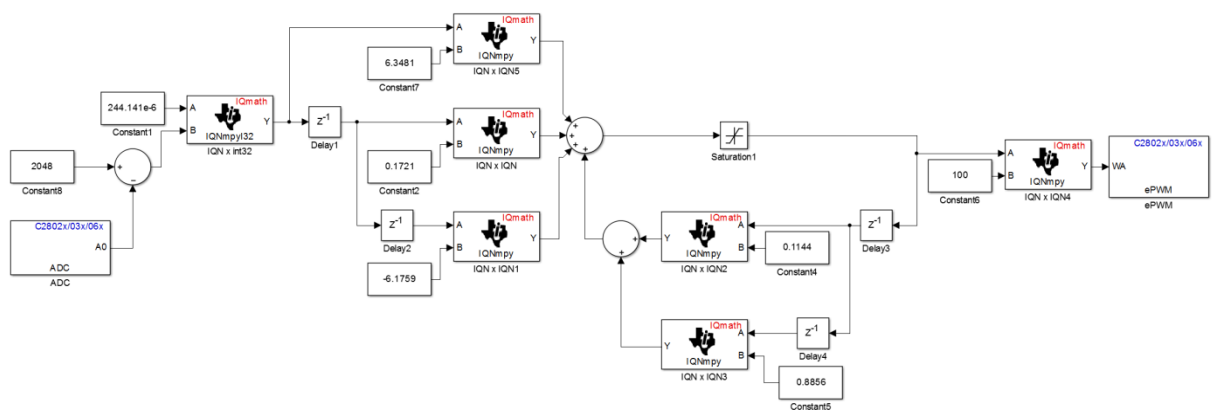 IQmath
A
B
Y
IQNmpy
IQN x IQN5
6.3481
Constant7
244.141e-6
Constant1
IQmath
A
B
Y
IQNmpyI32
IQN x int32
z-1
Delay1
IQmath
A
B
Y
IQNmpy
IQN x IQN
0.1721
Constant2
2048
Constant8
+
−
C2802x/03x/06x
A0
ADC
ADC
z-1
Delay2
IQmath
A
B
Y
IQNmpy
IQN x IQN1
-6.1759
+
+
+
+
Saturation1
+
+
IQmath
Y
A
B
IQNmpy
IQN x IQN2
0.1144
Constant4
z-1
Delay3
IQmath
Y
A
B
IQNmpy
IQN x IQN3
z-1
Delay4
0.8856
Constant5
100
Constant6
IQmath
A
B
Y
IQNmpy
IQN x IQN4
C2802x/03x/06x
WA
ePWM
ePWM